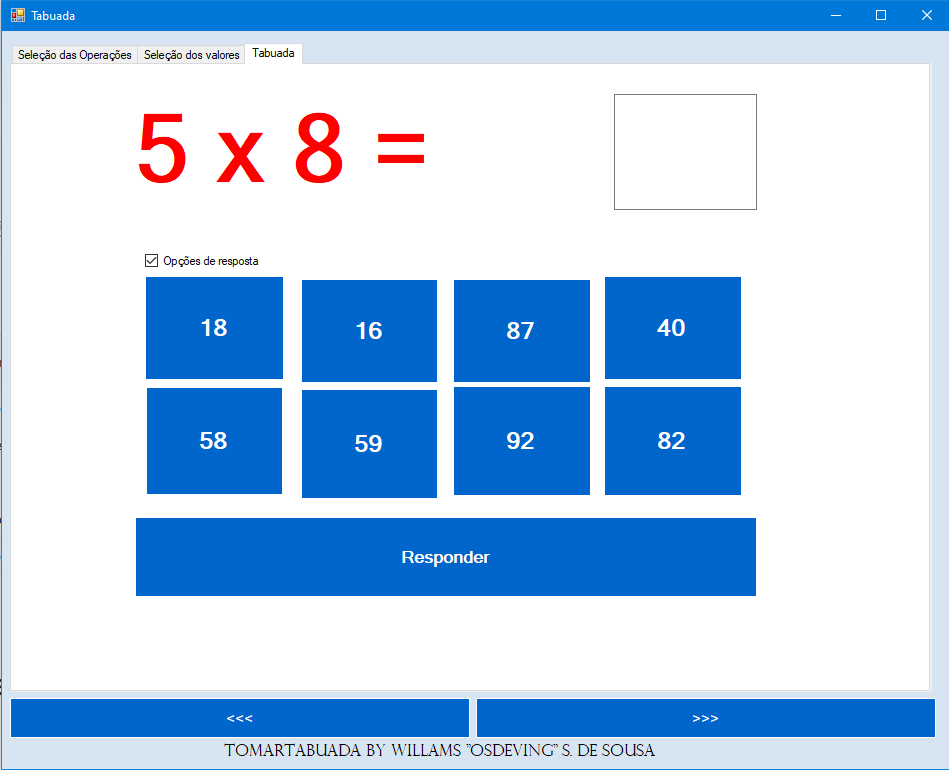 Tabuada
Seleção das Operações Seleção dos valores Tabuada
5 x 8 =
Opções de resposta
18 16 87 40
58 59 92 82
Responder
<<< >>>
TOMARTABUADA BY WILLAMS "OSDEVING" S. DE SOUSA